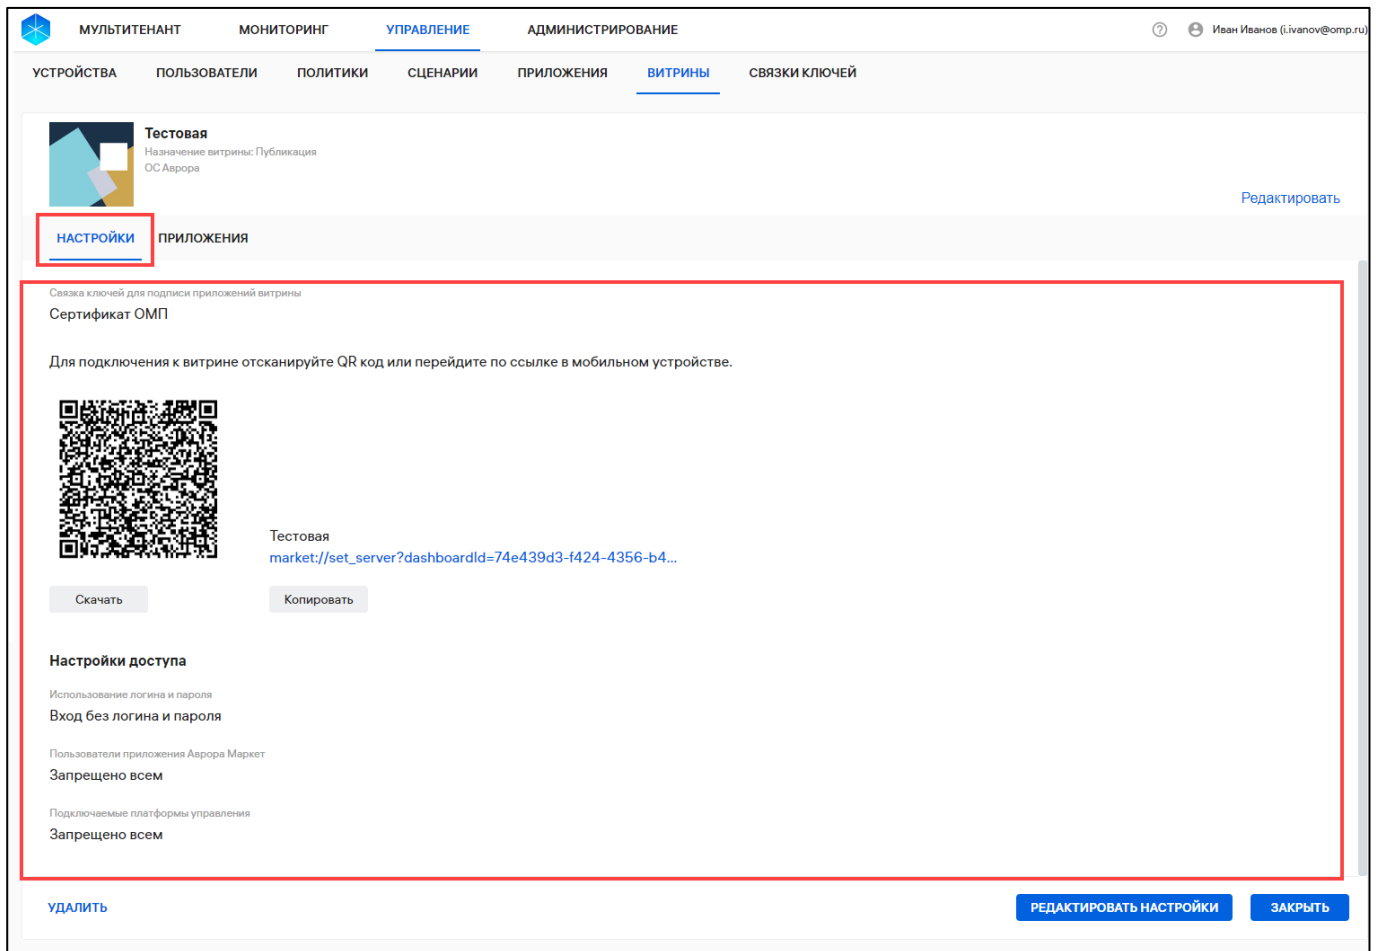 МУЛЬТИТЕНАНТ МОНИТОРИНГ УПРАВЛЕНИЕ АДМИНИСТРИРОВАНИЕ ? Иван Иванов (i.ivanov@omp.ru)
УСТРОЙСТВА ПОЛЬЗОВАТЕЛИ ПОЛИТИКИ СЦЕНАРИИ ПРИЛОЖЕНИЯ ВИТРИНЫ СВЯЗКИ КЛЮЧЕЙ
Тестовая
Назначение витрины: Публикация
ОС Аврора
Редактировать
НАСТРОЙКИ ПРИЛОЖЕНИЯ
Связка ключей для подписи приложений витрины
Сертификат ОМП
Для подключения к витрине отсканируйте QR код или перейдите по ссылке в мобильном устройстве.
Тестовая
market://set_server?dashboardId=74e439d3-f424-4356-b4...
Скачать Копировать
Настройки доступа
Использование логина и пароля
Вход без логина и пароля
Пользователи приложения Аврора Маркет
Запрещено всем
Подключаемые платформы управления
Запрещено всем
УДАЛИТЬ РЕДАКТИРОВАТЬ НАСТРОЙКИ ЗАКРЫТЬ